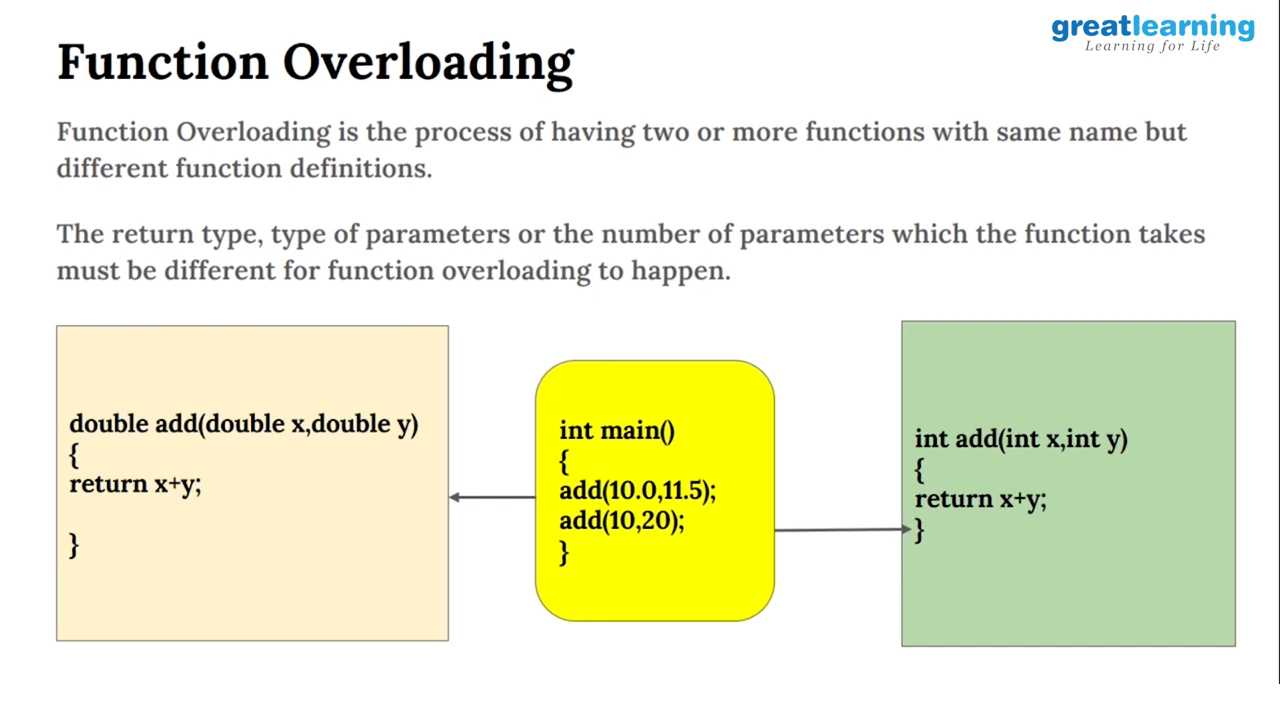 greatlearning
Learning for Life
Function Overloading
Function Overloading is the process of having two or more functions with same name but
different function definitions.
The return type, type of parameters or the number of parameters which the function takes
must be different for function overloading to happen.
double add(double x,double y)
{
return x+y;
}
int main()
{
add(10.0,11.5);
add(10,20);
}
int add(int x,int y)
{
return x+y;
}